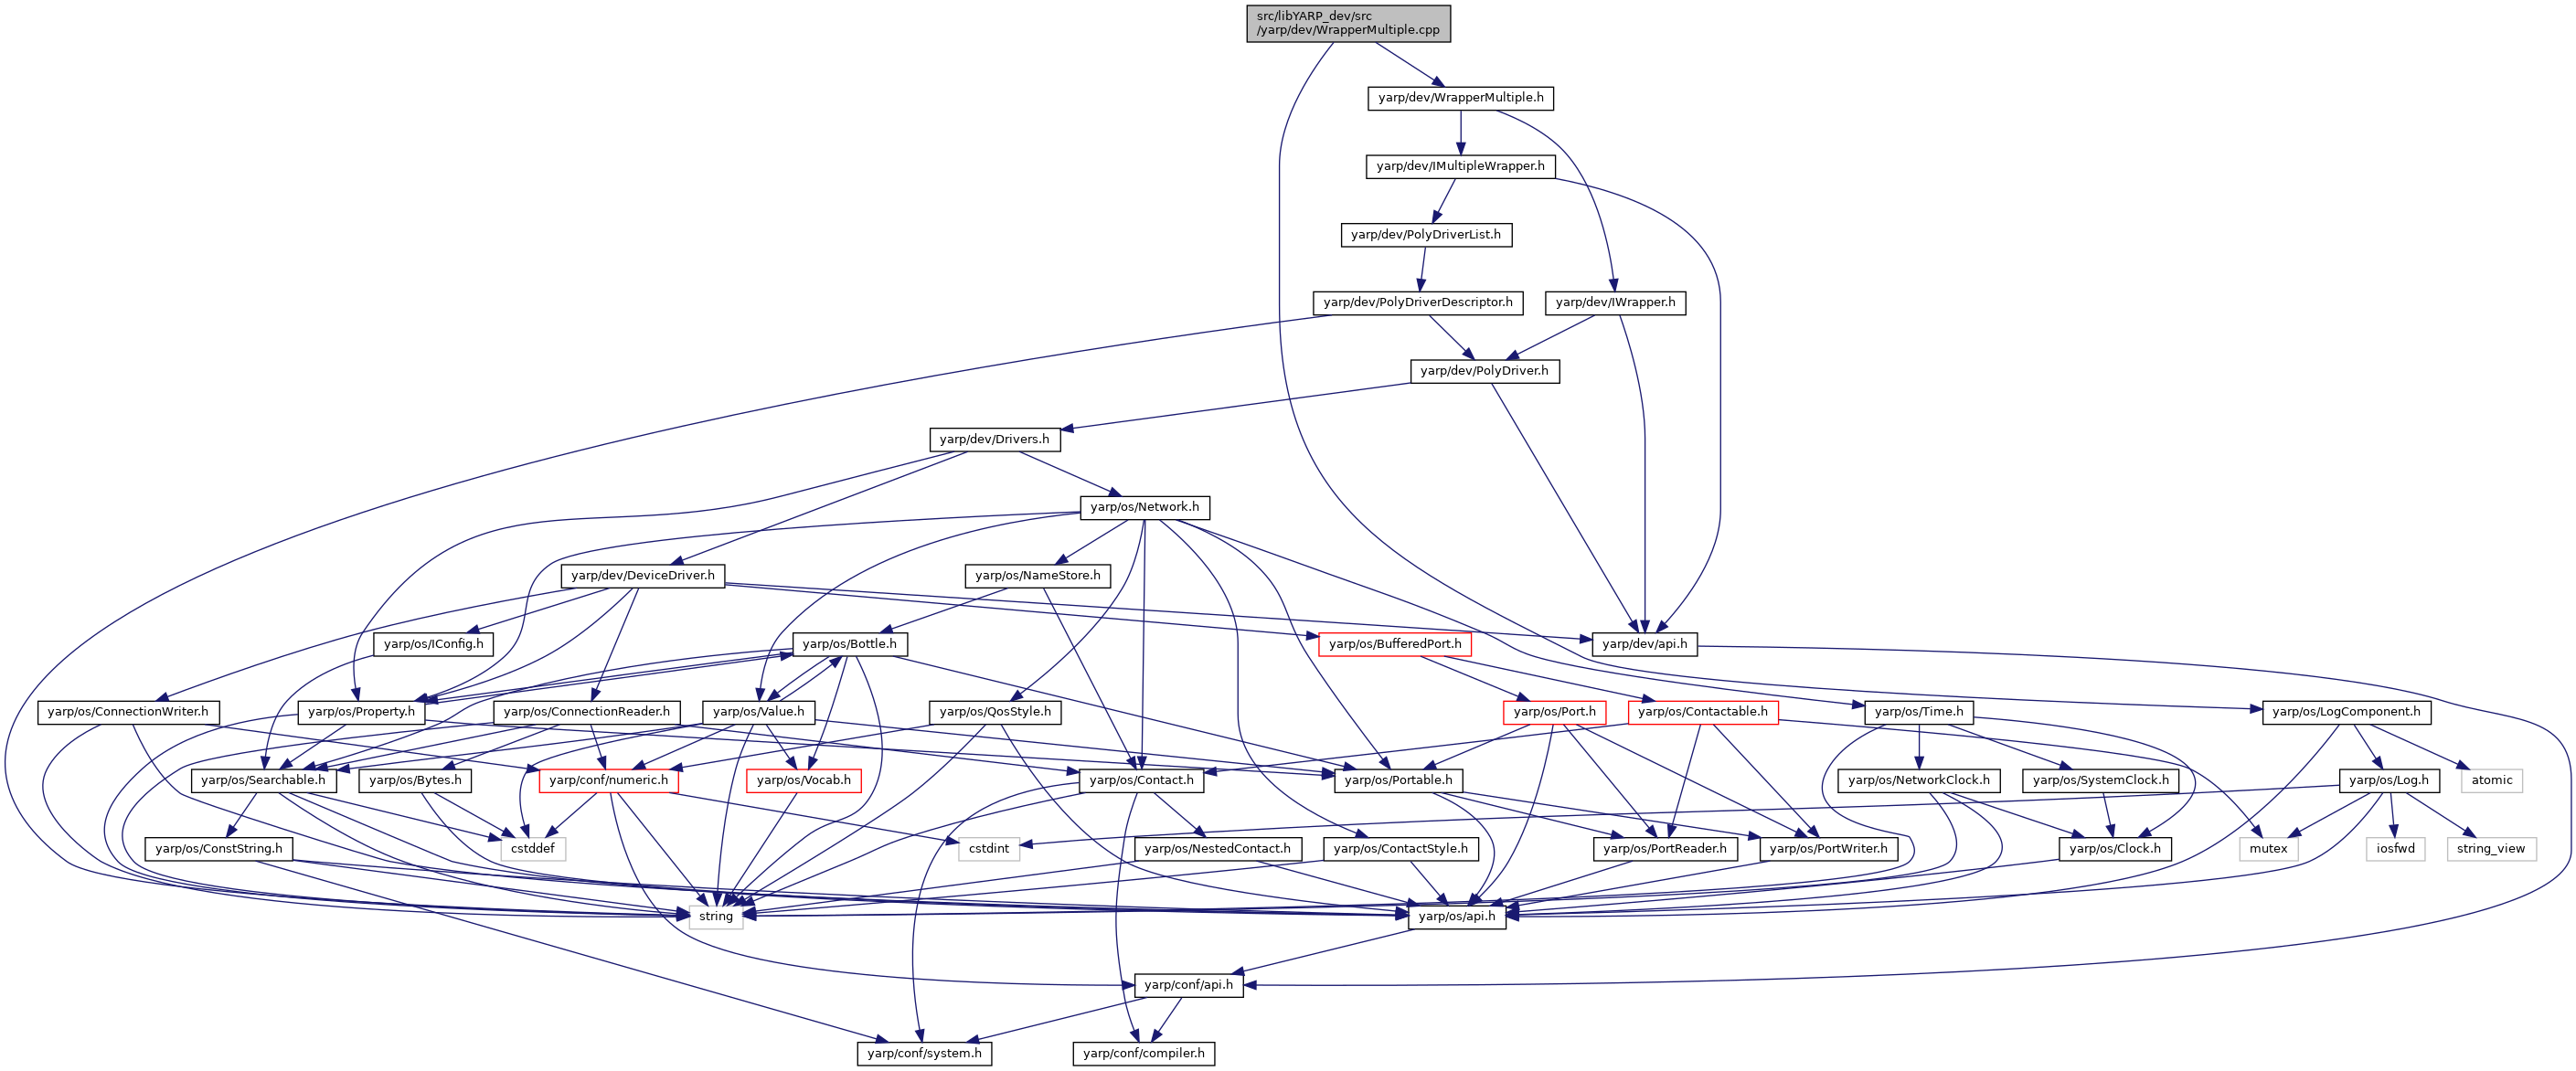 src/libYARP_dev/src
/yarp/dev/WrapperMultiple.cpp
yarp/dev/WrapperMultiple.h
yarp/dev/IMultipleWrapper.h
yarp/dev/PolyDriverList.h
yarp/dev/PolyDriverDescriptor.h
yarp/dev/IWrapper.h
yarp/dev/PolyDriver.h
yarp/dev/Drivers.h
yarp/os/Network.h
yarp/dev/DeviceDriver.h
yarp/os/NameStore.h
yarp/os/IConfig.h
yarp/os/Bottle.h
yarp/os/BufferedPort.h
yarp/dev/api.h
yarp/os/ConnectionWriter.h
yarp/os/Property.h
yarp/os/ConnectionReader.h
yarp/os/Value.h
yarp/os/QosStyle.h
yarp/os/Port.h
yarp/os/Contactable.h
yarp/os/Time.h
yarp/os/LogComponent.h
yarp/os/Searchable.h
yarp/os/Bytes.h
yarp/conf/numeric.h
yarp/os/Vocab.h
yarp/os/Contact.h
yarp/os/Portable.h
yarp/os/NetworkClock.h
yarp/os/SystemClock.h
yarp/os/Log.h
atomic
yarp/os/ConstString.h
cstddef
cstdint
yarp/os/NestedContact.h
yarp/os/ContactStyle.h
yarp/os/PortReader.h
yarp/os/PortWriter.h
yarp/os/Clock.h
mutex
iosfwd
string_view
string
yarp/os/api.h
yarp/conf/api.h
yarp/conf/system.h
yarp/conf/compiler.h